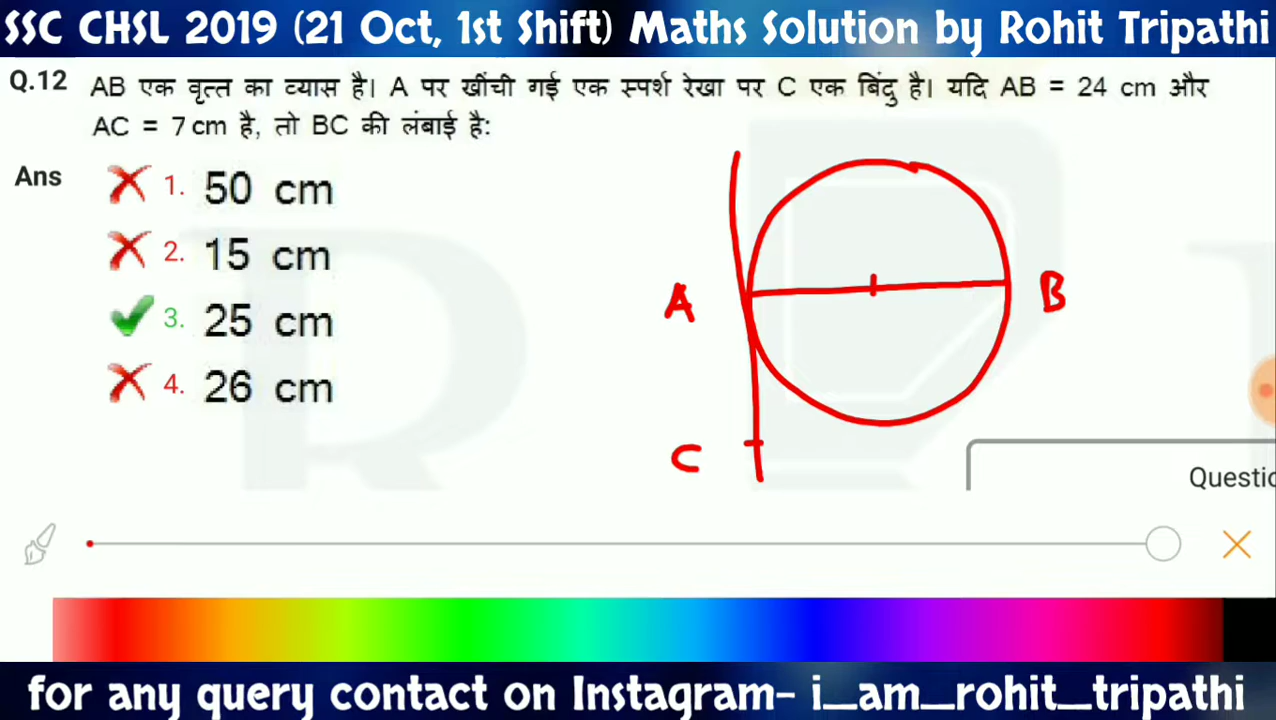 SSC CHSL 2019 (21 Oct, 1st Shift) Maths Solution by Rohit Tripathi
Q.12 AB एक वृत्त का व्यास है। A पर खींची गई एक स्पर्श रेखा पर C एक बिंदु है। यदि AB = 24 cm और
AC = 7 cm है, तो BC की लंबाई है:
Ans
1. 50 cm
2. 15 cm
3. 25 cm
4. 26 cm
A
B
C
Questio
for any query contact on Instagram- i_am_rohit_tripathi